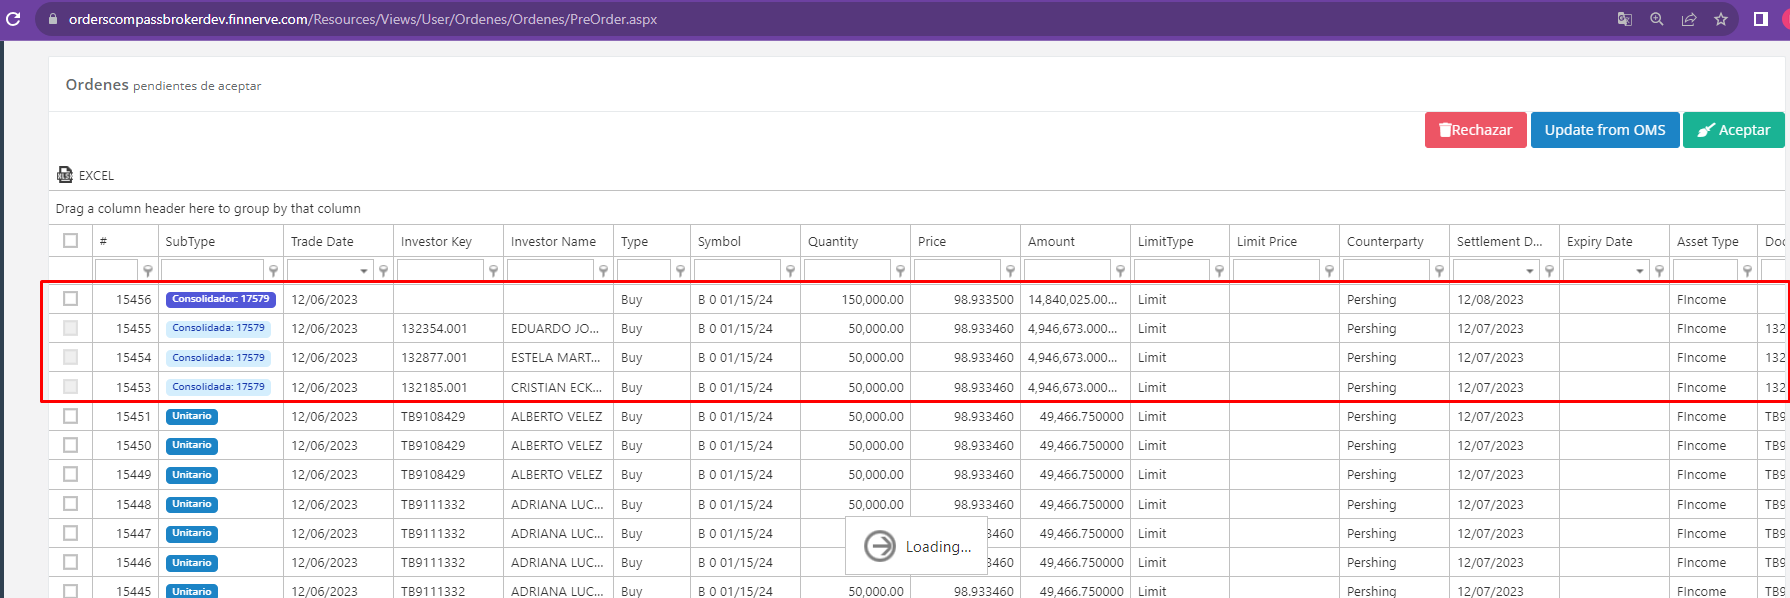 orderscompassbrokerdev.finnerve.com/Resources/Views/User/Ordenes/Ordenes/PreOrder.aspx
Ordenes pendientes de aceptar
Rechazar Update from OMS Aceptar
EXCEL
Drag a column header here to group by that column
# SubType Trade Date Investor Key Investor Name Type Symbol Quantity Price Amount LimitType Limit Price Counterparty Settlement D... Expiry Date Asset Type Doc
15456 Consolidador: 17579 12/06/2023 Buy B 0 01/15/24 150,000.00 98.933500 14,840,025.00... Limit Pershing 12/08/2023 FIncome
15455 Consolidada: 17579 12/06/2023 132354.001 EDUARDO JO... Buy B 0 01/15/24 50,000.00 98.933460 4,946,673.000... Limit Pershing 12/07/2023 FIncome 132
15454 Consolidada: 17579 12/06/2023 132877.001 ESTELA MART... Buy B 0 01/15/24 50,000.00 98.933460 4,946,673.000... Limit Pershing 12/07/2023 FIncome 132
15453 Consolidada: 17579 12/06/2023 132185.001 CRISTIAN ECK... Buy B 0 01/15/24 50,000.00 98.933460 4,946,673.000... Limit Pershing 12/07/2023 FIncome 132
15451 Unitario 12/06/2023 TB9108429 ALBERTO VELEZ Buy B 0 01/15/24 50,000.00 98.933460 49,466.750000 Limit Pershing 12/07/2023 FIncome TB9
15450 Unitario 12/06/2023 TB9108429 ALBERTO VELEZ Buy B 0 01/15/24 50,000.00 98.933460 49,466.750000 Limit Pershing 12/07/2023 FIncome TB9
15449 Unitario 12/06/2023 TB9108429 ALBERTO VELEZ Buy B 0 01/15/24 50,000.00 98.933460 49,466.750000 Limit Pershing 12/07/2023 FIncome TB9
15448 Unitario 12/06/2023 TB9111332 ADRIANA LUC... Buy B 0 01/15/24 50,000.00 98.933460 49,466.750000 Limit Pershing 12/07/2023 FIncome TB9
15447 Unitario 12/06/2023 TB9111332 ADRIANA LUC... Buy B 0 01/15/24 3460 49,466.750000 Limit Pershing 12/07/2023 FIncome TB9
Loading...
15446 Unitario 12/06/2023 TB9111332 ADRIANA LUC... Buy B 0 01/15/24 3460 49,466.750000 Limit Pershing 12/07/2023 FIncome TB9
15445 Unitario 12/06/2023 TB9111332 ADRIANA LUC... Buy B 0 01/15/24 50,000.00 98.933460 49,466.750000 Limit Pershing 12/07/2023 FIncome TB9